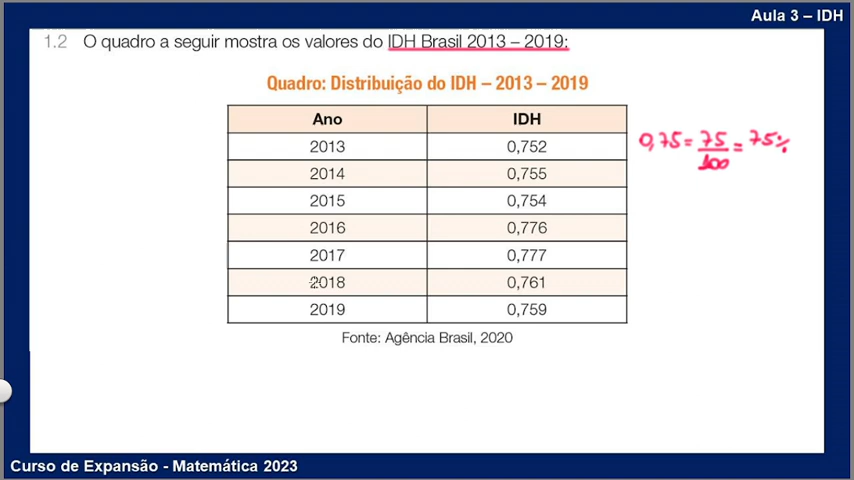 Aula 3 – IDH
1.2 O quadro a seguir mostra os valores do IDH Brasil 2013 – 2019:
Quadro: Distribuição do IDH – 2013 – 2019
Ano IDH
2013 0,752
0,75 = 75/100 = 75%
2014 0,755
2015 0,754
2016 0,776
2017 0,777
2018 0,761
2019 0,759
Fonte: Agência Brasil, 2020
Curso de Expansão - Matemática 2023